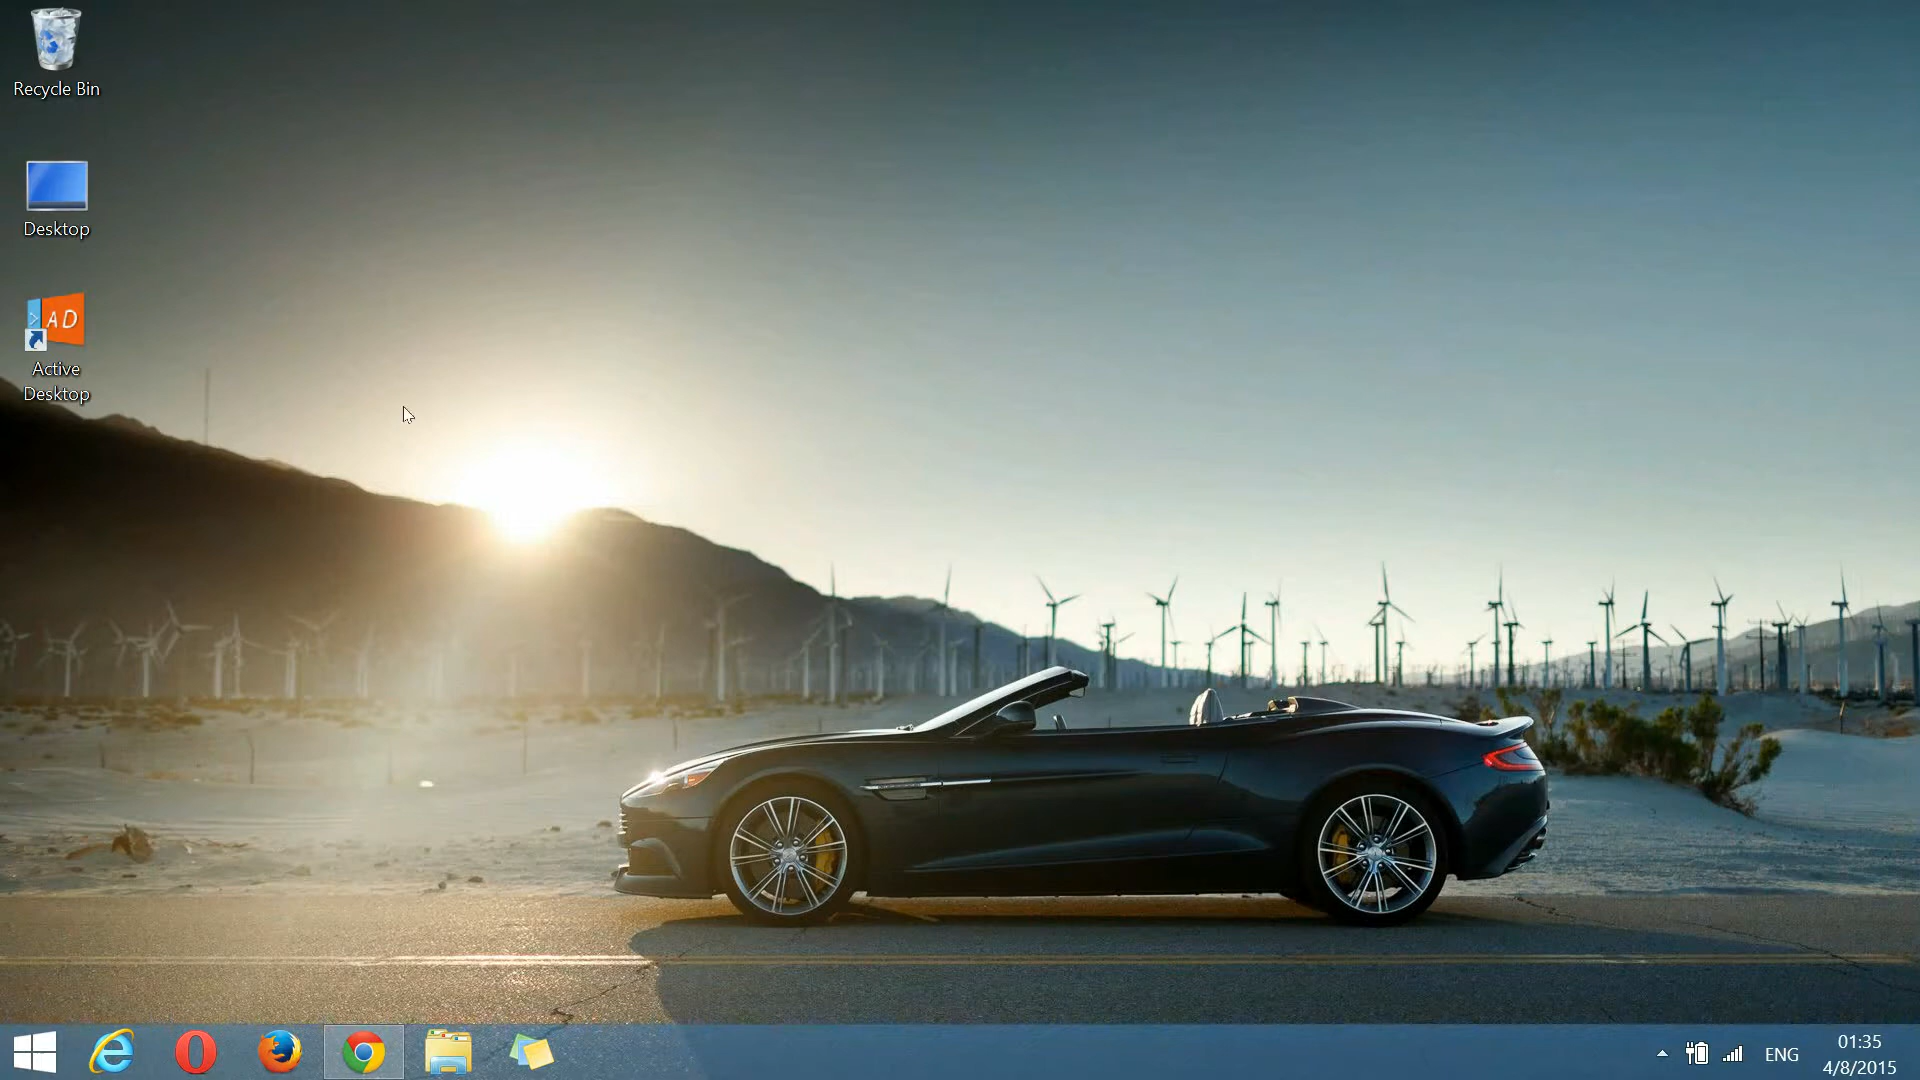 Recycle Bin
Desktop
AD
Active
Desktop
ENG
01:35
4/8/2015